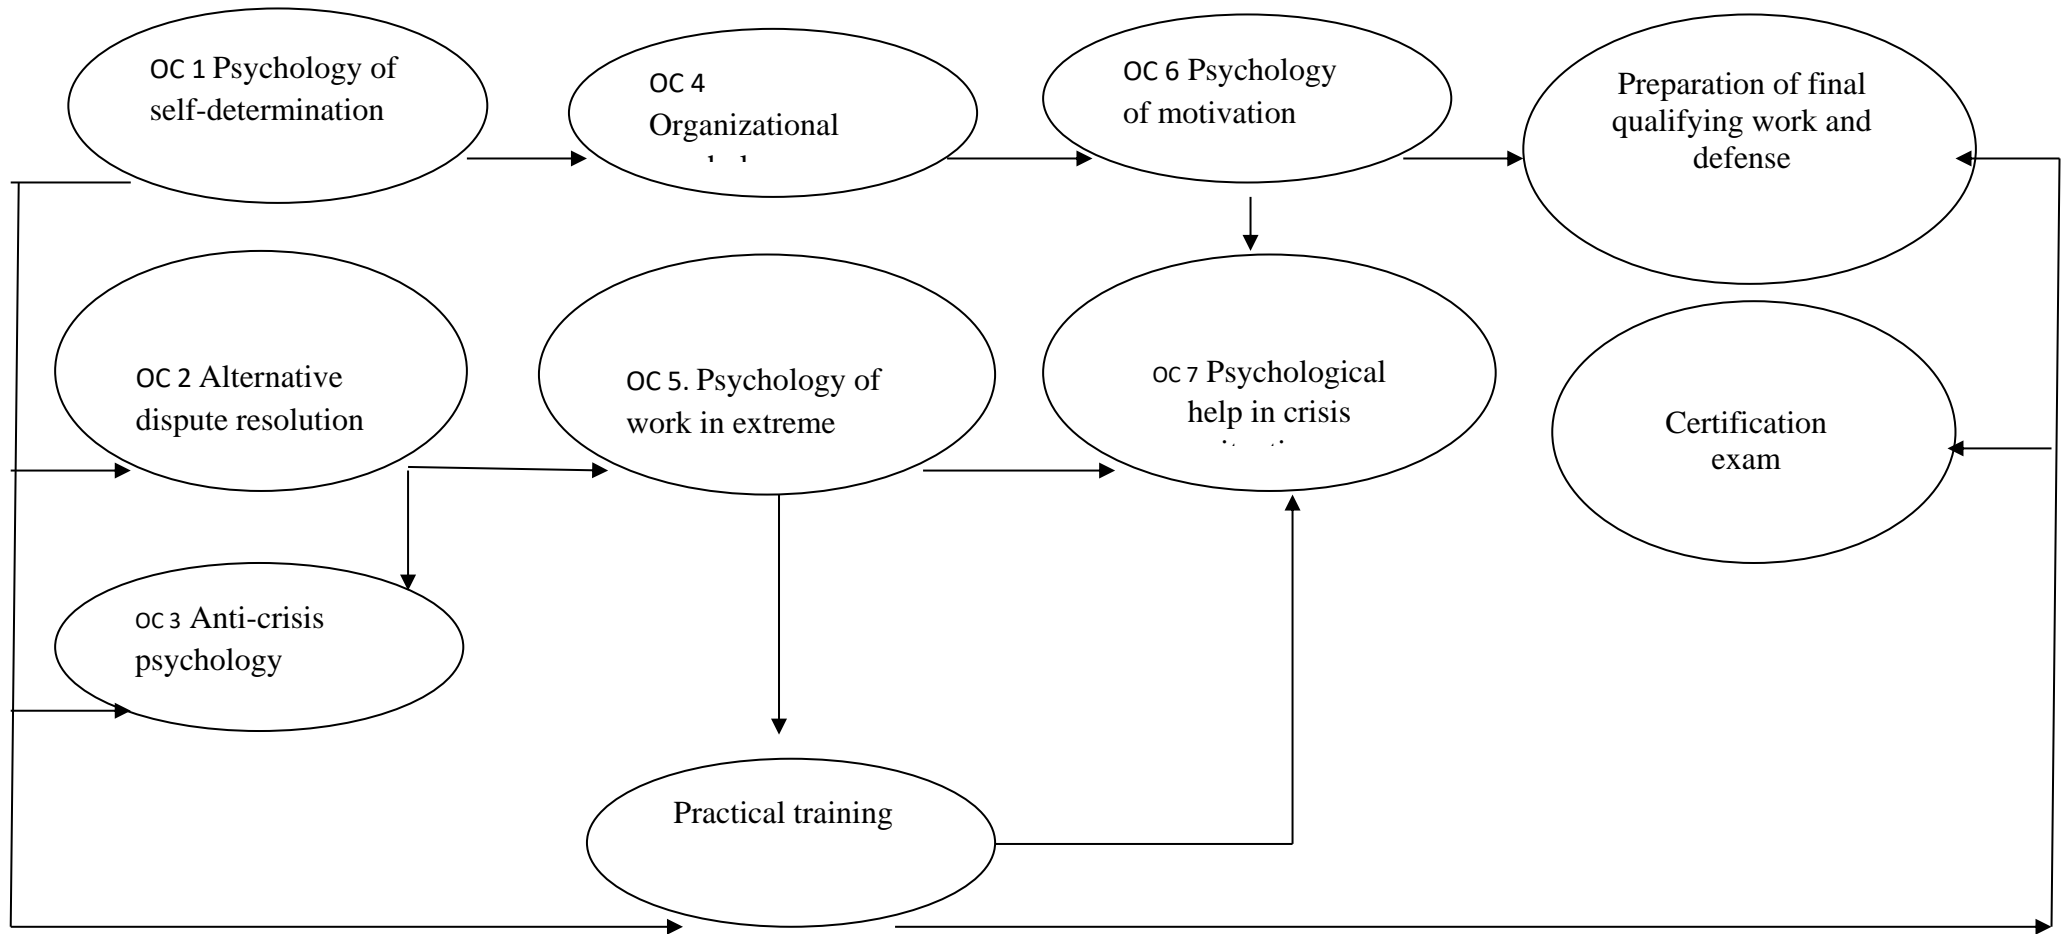 OC 1 Psychology of
self-determination
OC 4
Organizational
OC 6 Psychology
of motivation
Preparation of final
qualifying work and
defense
OC 2 Alternative
dispute resolution
OC 5. Psychology of
work in extreme
OC 7 Psychological
help in crisis
Certification
exam
OC 3 Anti-crisis
psychology
Practical training